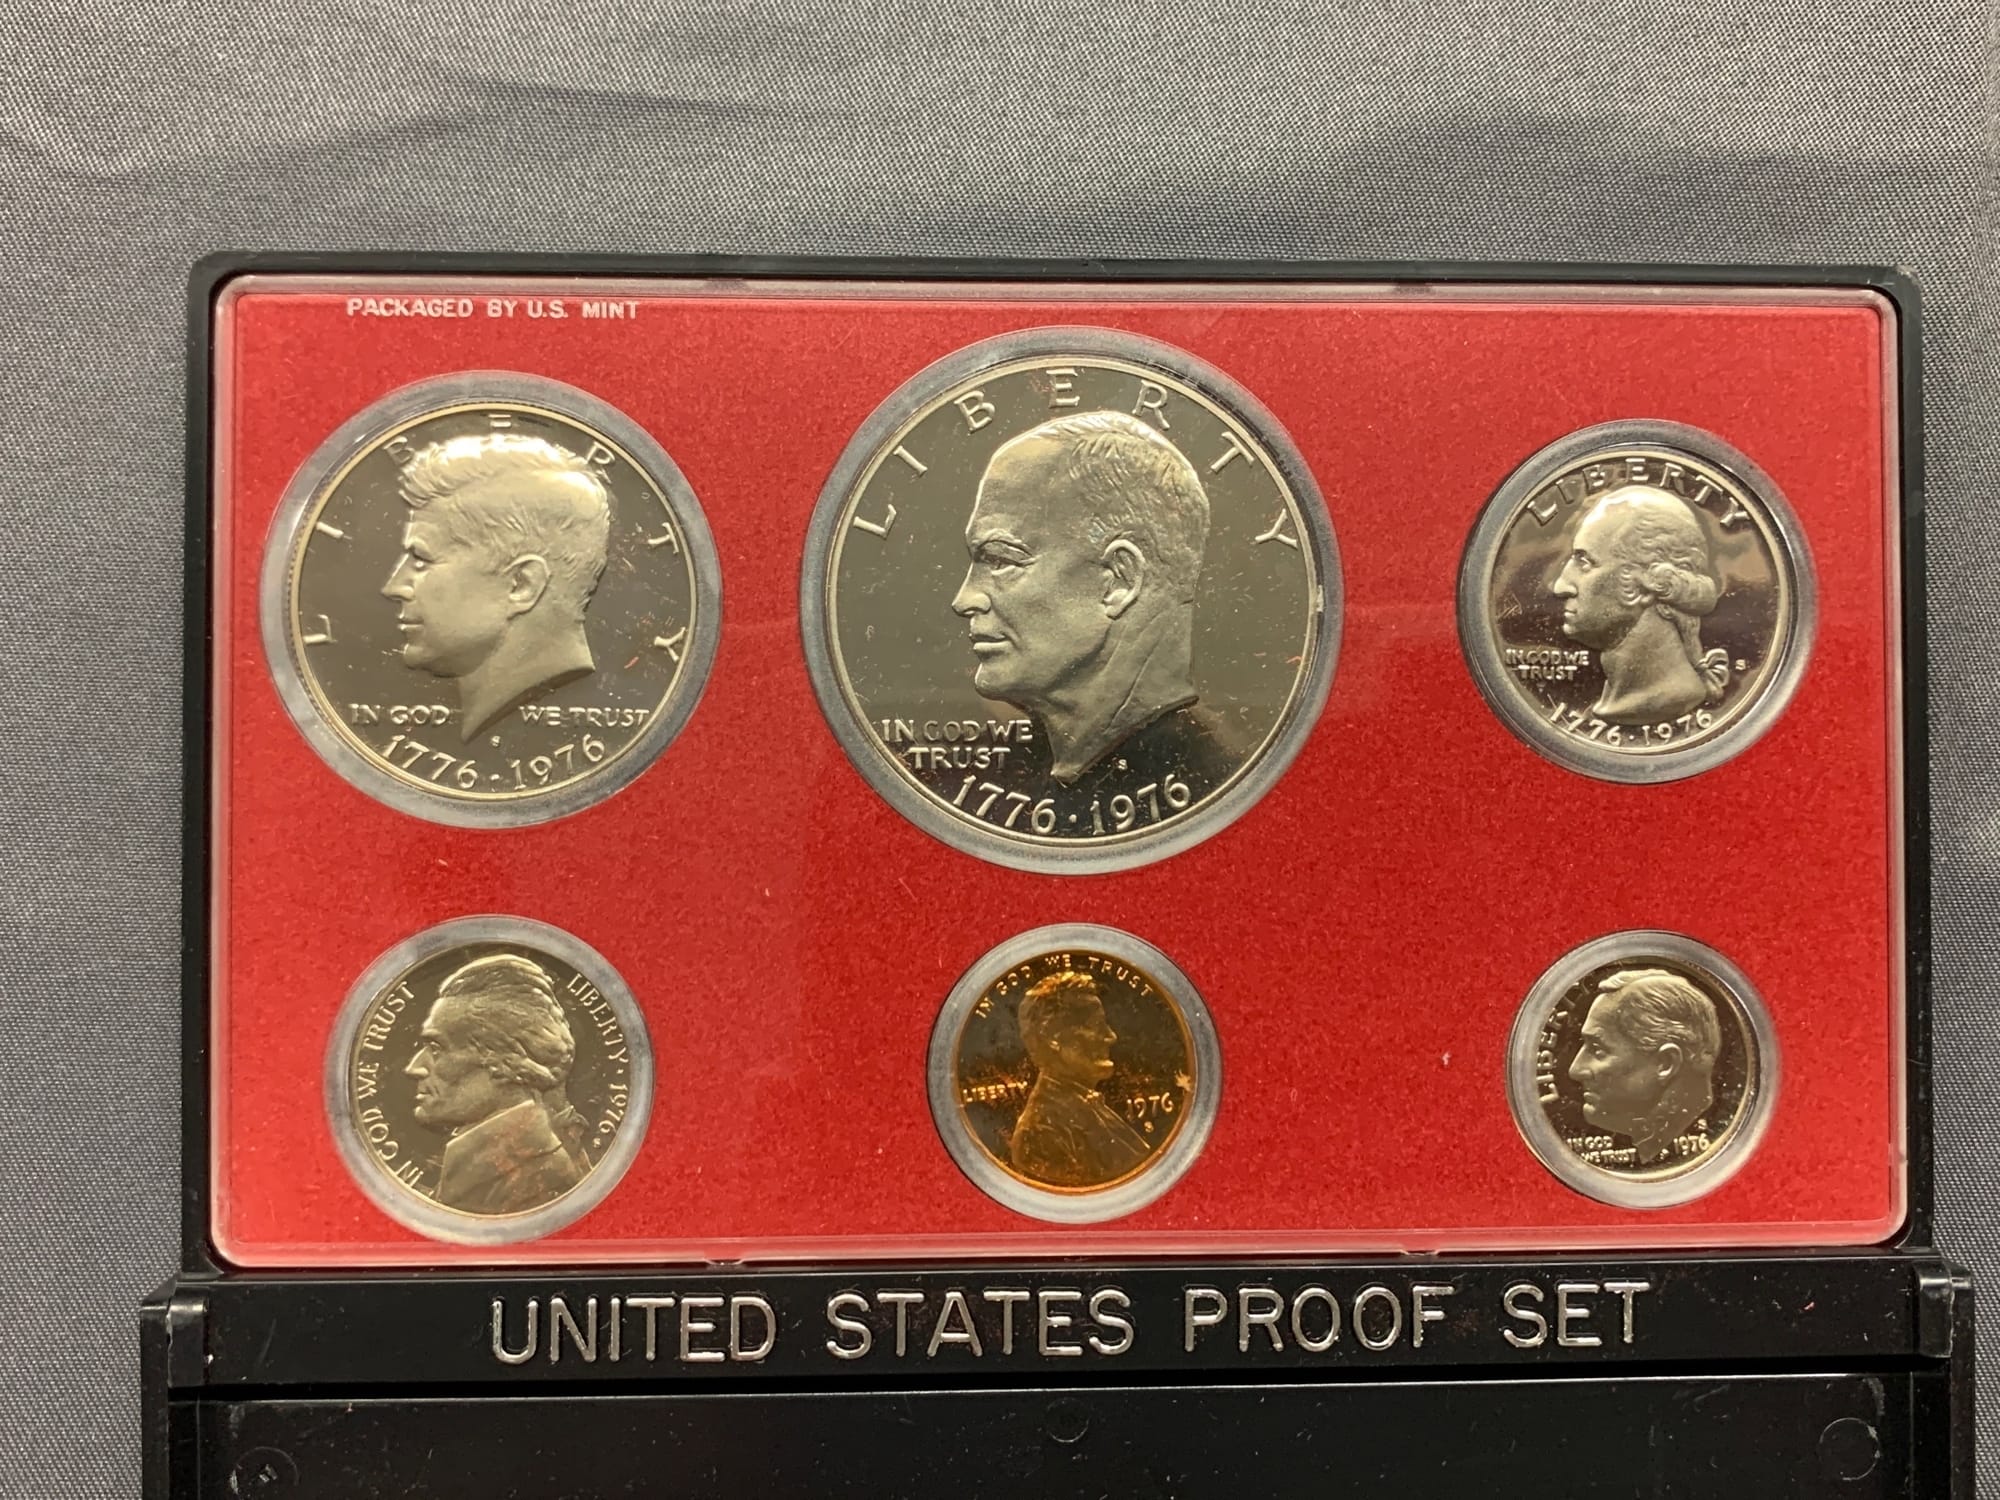 PACKAGED BY U.S. MINT
LIBERTY
IN GOD WE TRUST
S
1776·1976
LIBERTY
IN GOD WE
TRUST
S
1776·1976
LIBERTY
IN GOD WE
TRUST
S
1776·1976
IN GOD WE TRUST
LIBERTY · 1976
IN GOD WE TRUST
LIBERTY
1976
S
LIBERTY
IN GOD
WE TRUST
S
1976
UNITED STATES PROOF SET